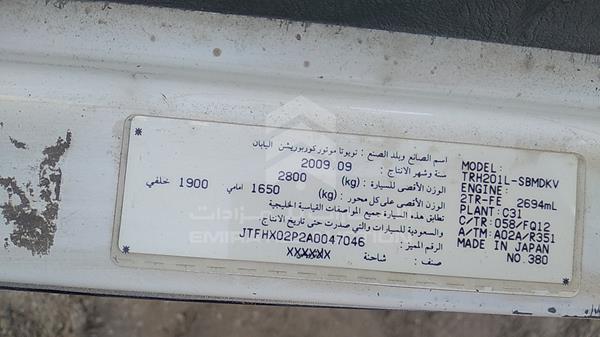 اسم الصانع وبلد الصنع : تويوتا موتور كوربوريشن اليابان
سنة وشهر الانتاج : 2009 09
الوزن الأقصى للسيارة : (kg) 2800
الوزن الأقصى على كل محور : (kg) 1650 امامي 1900 خلفي
تطابق هذه السيارة جميع المواصفات القياسية الخليجية
والسعودية للسيارات والتي صدرت حتى تاريخ الانتاج
الرقم المميز : JTFHX02P2A0047046
صنف : شاحنة XXXXXX
MODEL:
TRH201L-SBMDKV
ENGINE:
2TR-FE 2694mL
PLANT: C31
C/TR: 058/FQ12
A/TM: A02A/R351
MADE IN JAPAN
NO.380